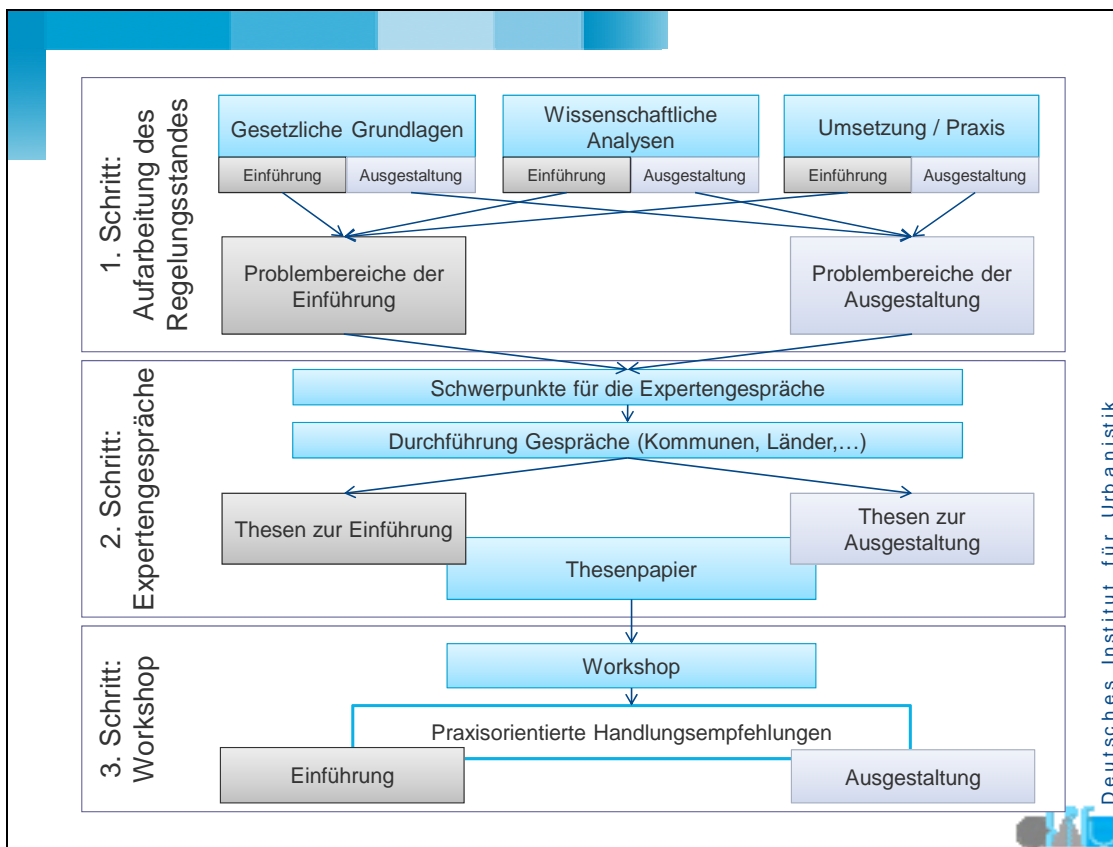 1. Schritt:
Aufarbeitung des
Regelungsstandes
Gesetzliche Grundlagen
Einführung
Ausgestaltung
Wissenschaftliche
Analysen
Einführung
Ausgestaltung
Umsetzung / Praxis
Einführung
Ausgestaltung
Problembereiche der
Einführung
Problembereiche der
Ausgestaltung
2. Schritt:
Expertengespräche
Schwerpunkte für die Expertengespräche
Durchführung Gespräche (Kommunen, Länder,…)
Thesen zur Einführung
Thesen zur
Ausgestaltung
Thesenpapier
3. Schritt:
Workshop
Workshop
Praxisorientierte Handlungsempfehlungen
Einführung
Ausgestaltung
Deutsches Institut für Urbanistik